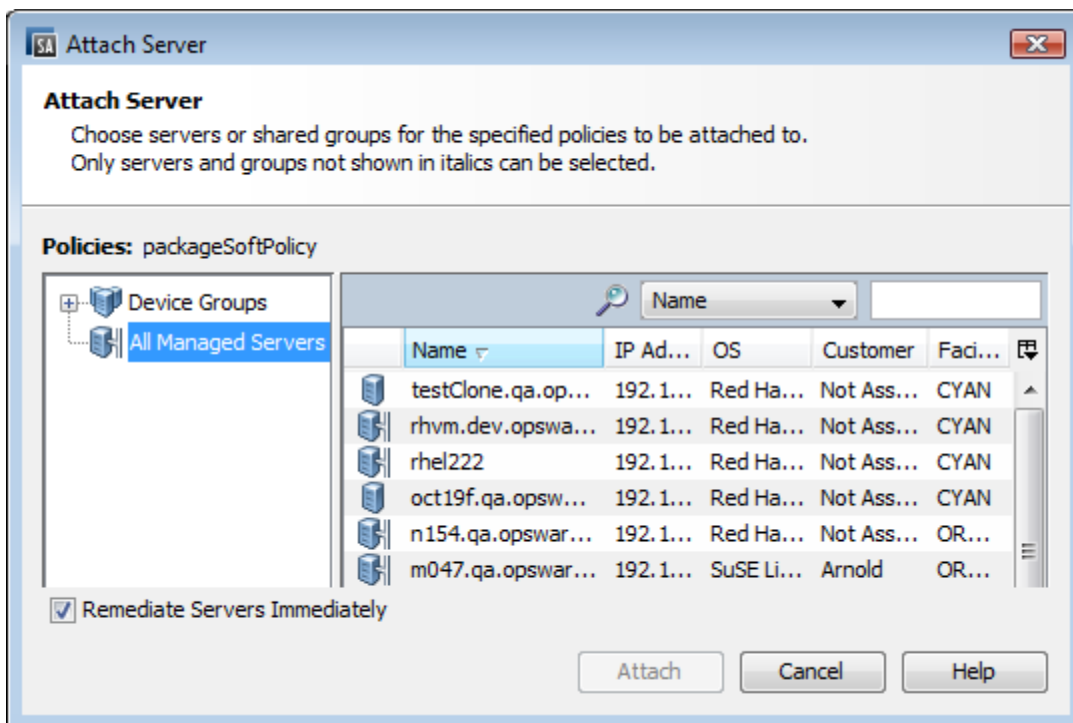 SA Attach Server
Attach Server
Choose servers or shared groups for the specified policies to be attached to.
Only servers and groups not shown in italics can be selected.
Policies: packageSoftPolicy
Device Groups
All Managed Servers
Name
Name IP Ad... OS Customer Faci...
testClone.qa.op... 192.1... Red Ha... Not Ass... CYAN
rhvm.dev.opswa... 192.1... Red Ha... Not Ass... CYAN
rhel222 192.1... Red Ha... Not Ass... CYAN
oct19f.qa.opsw... 192.1... Red Ha... Not Ass... CYAN
n154.qa.opswar... 192.1... Red Ha... Not Ass... OR...
m047.qa.opswar... 192.1... SuSE Li... Arnold OR...
Remediate Servers Immediately
Attach Cancel Help